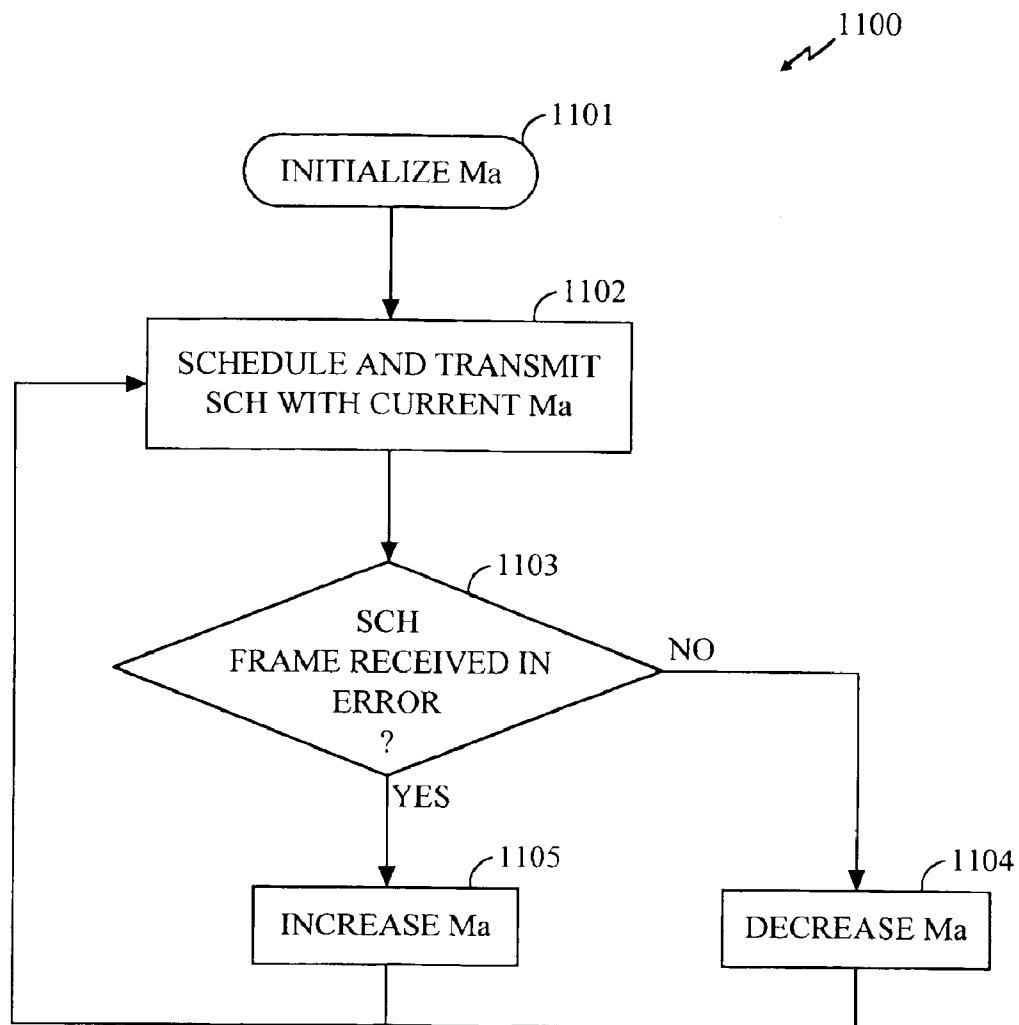 1100
1101
INITIALIZE Ma
1102
SCHEDULE AND TRANSMIT
SCH WITH CURRENT Ma
1103
SCH
FRAME RECEIVED IN
ERROR
?
NO
YES
1105
INCREASE Ma
1104
DECREASE Ma